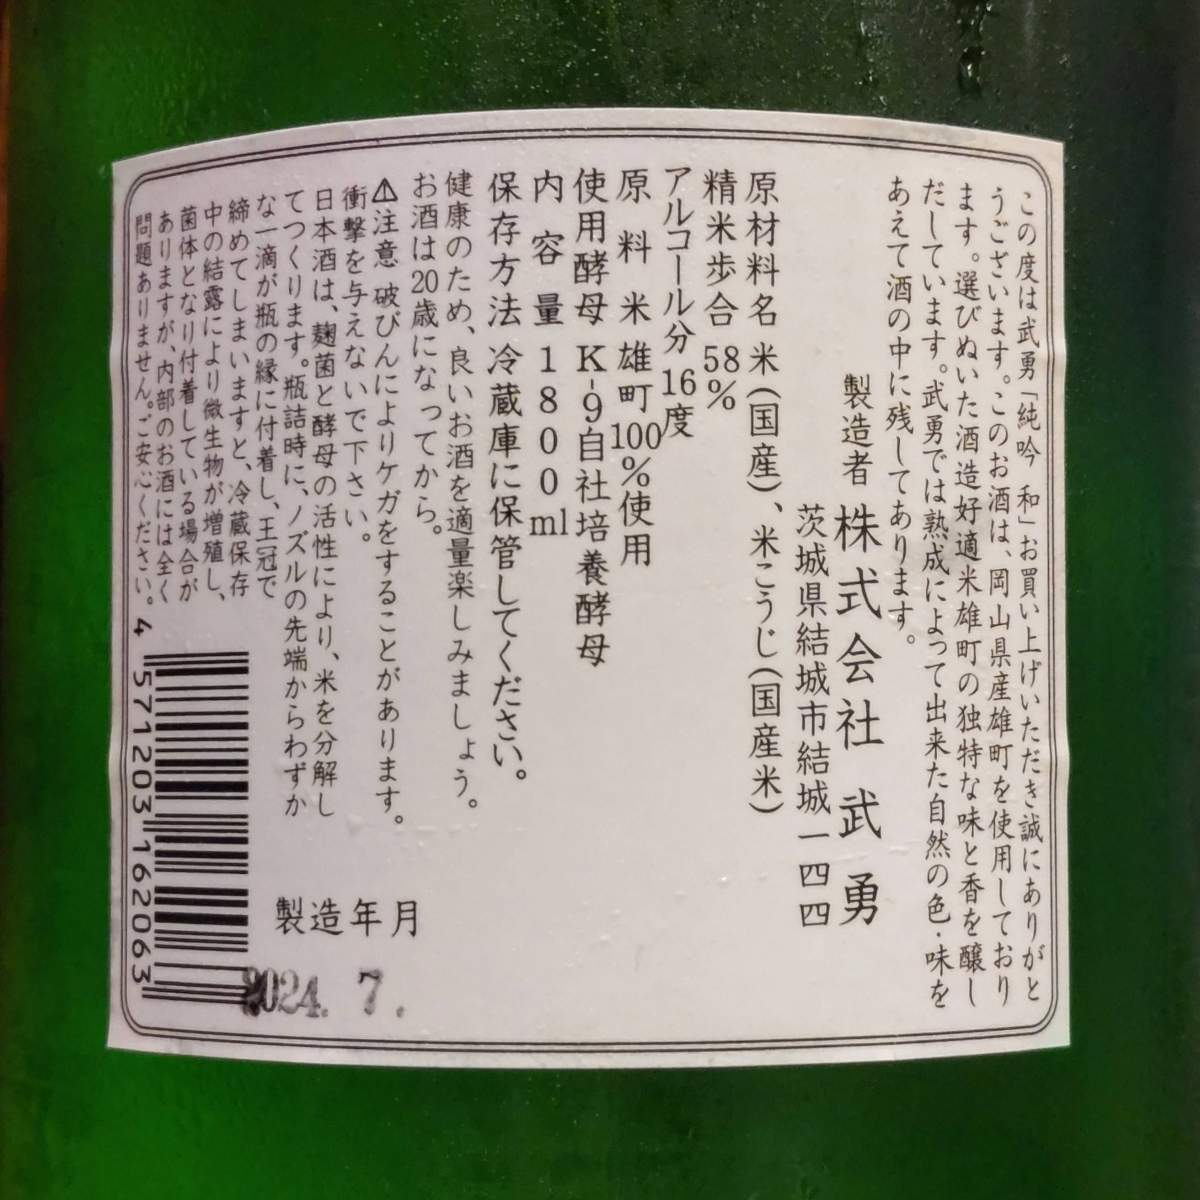 この度は武勇「純吟 和」お買い上げいただき誠にありがと
うございます。このお酒は、岡山県産雄町を使用しており
ます。選びぬいた酒造好適米雄町の独特な味と香を醸し
だしています。武勇では熟成によって出来た自然の色・味を
あえて酒の中に残してあります。
製造者 株式会社 武勇
茨城県結城市結城一四四
原材料名 米(国産)、米こうじ(国産米)
精米歩合 58%
アルコール分 16度
原料米 雄町100%使用
使用酵母 K-9自社培養酵母
内容量 1800ml
保存方法 冷蔵庫に保管してください。
健康のため、良いお酒を適量楽しみましょう。
お酒は20歳になってから。
⚠注意 破びんによりケガをすることがあります。
衝撃を与えないで下さい。
日本酒は、麹菌と酵母の活性により、米を分解し
てつくります。瓶詰時に、ノズルの先端からわずか
な一滴が瓶の縁に付着し、王冠で
締めてしまいますと、冷蔵保存
中の結露により微生物が増殖し、
菌体となり付着している場合が
ありますが、内部のお酒には全く
問題ありません。ご安心ください。
4571203162063
製造年月
2024. 7.